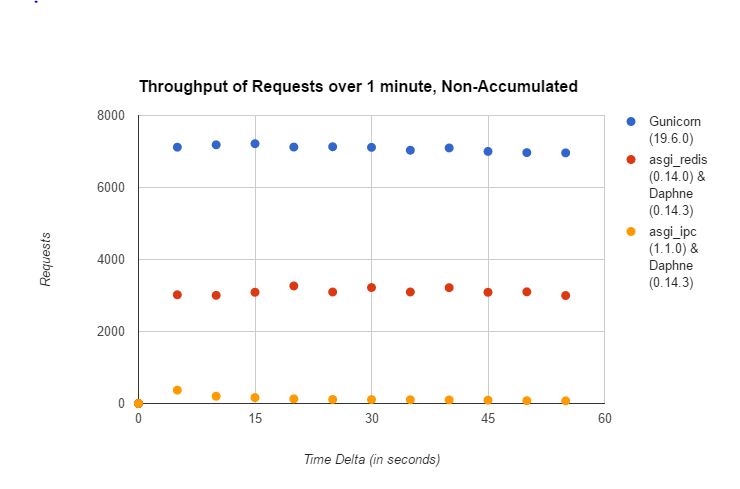 Throughput of Requests over 1 minute, Non-Accumulated
8000
6000
4000
2000
0
Requests
0
15
30
45
60
Time Delta (in seconds)
Gunicorn
(19.6.0)
asgi_redis
(0.14.0) &
Daphne
(0.14.3)
asgi_ipc
(1.1.0) &
Daphne
(0.14.3)